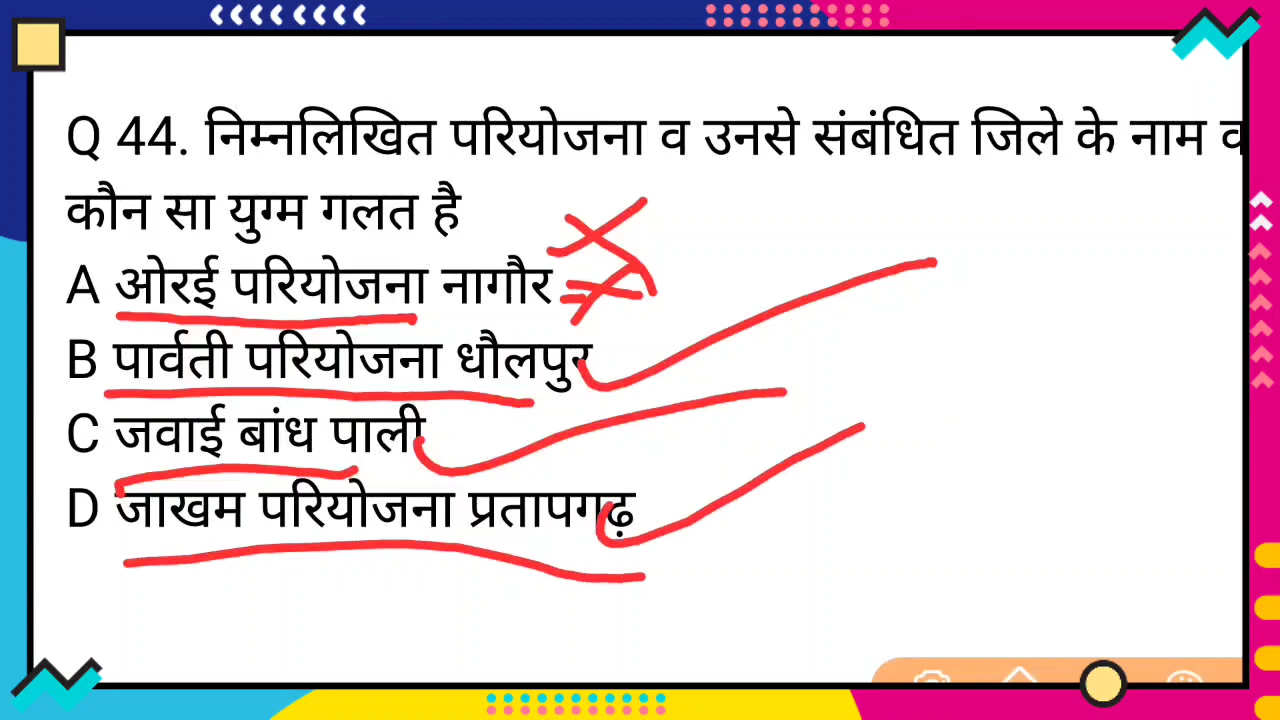 Q 44. निम्नलिखित परियोजना व उनसे संबंधित जिले के नाम
कौन सा युग्म गलत है
A ओरई परियोजना नागौर
B पार्वती परियोजना धौलपुर
C जवाई बांध पाली
D जाखम परियोजना प्रतापगढ़